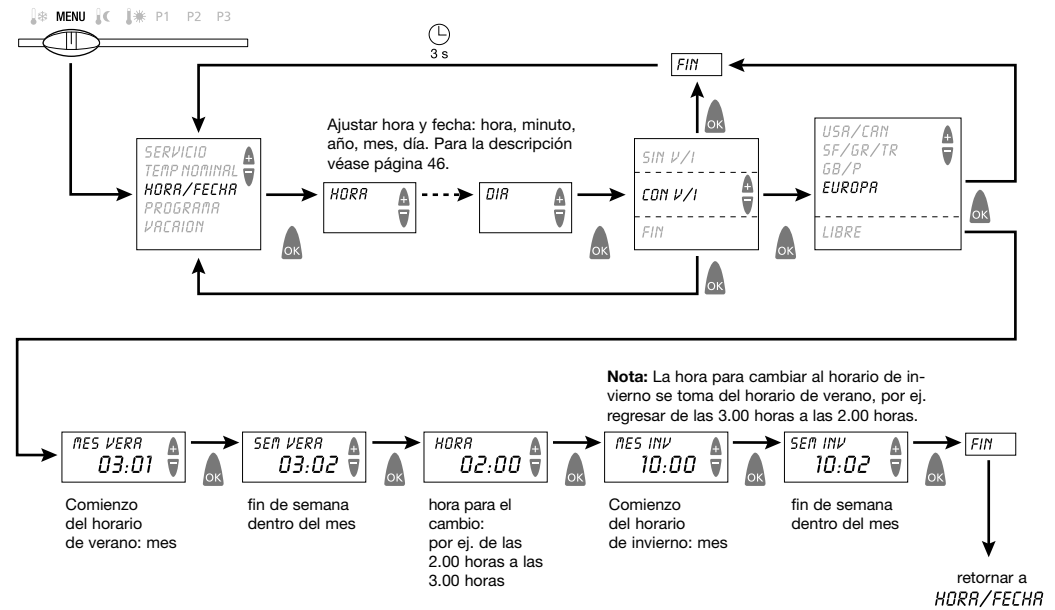 MENU P1 P2 P3
3 s
FIN
OK
Ajustar hora y fecha: hora, minuto,
año, mes, día. Para la descripción
véase página 46.
SERVICIO
TEMP NOMINAL
HORA/FECHA
PROGRAMA
VACAION
OK
HORA
DIA
OK
SIN V/I
CON V/I
FIN
OK
OK
USA/CAN
SF/GR/TR
GB/P
EUROPA
LIBRE
OK
Nota: La hora para cambiar al horario de in-
vierno se toma del horario de verano, por ej.
regresar de las 3.00 horas a las 2.00 horas.
MES VERA
03:01
OK
Comienzo
del horario
de verano: mes
SEM VERA
03:02
OK
fin de semana
dentro del mes
HORA
02:00
OK
hora para el
cambio:
por ej. de las
2.00 horas a las
3.00 horas
MES INV
10:00
OK
Comienzo
del horario
de invierno: mes
SEM INV
10:02
OK
fin de semana
dentro del mes
FIN
retornar a
HORA/FECHA